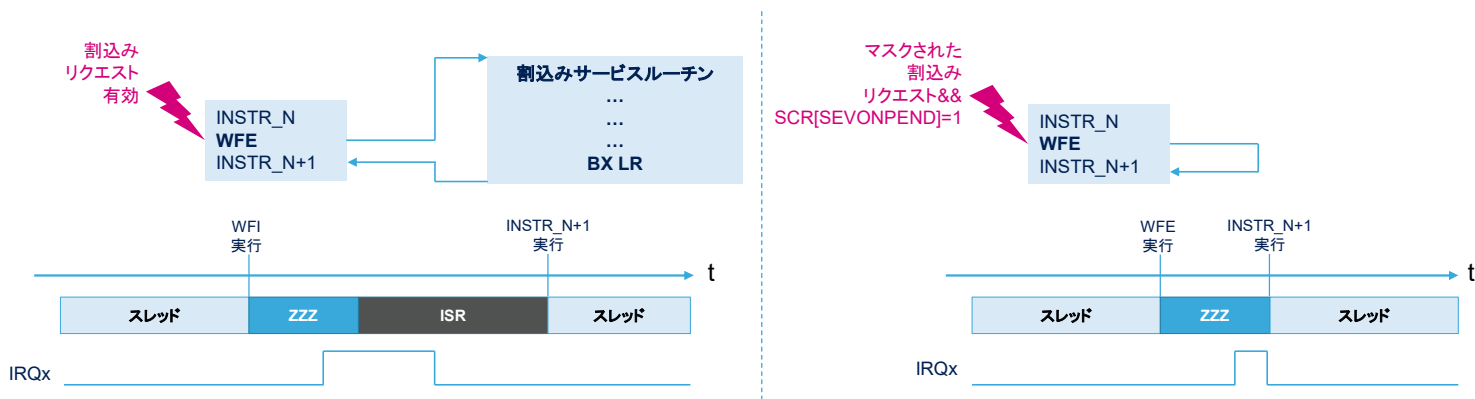 割込み
リクエスト
有効
INSTR_N
WFE
INSTR_N+1
割込みサービスルーチン
…
…
…
BX LR
WFI
実行
INSTR_N+1
実行
t
スレッド
ZZZ
ISR
スレッド
IRQx
マスクされた
割込み
リクエスト&&
SCR[SEVONPEND]=1
INSTR_N
WFE
INSTR_N+1
WFE
実行
INSTR_N+1
実行
t
スレッド
ZZZ
スレッド
IRQx